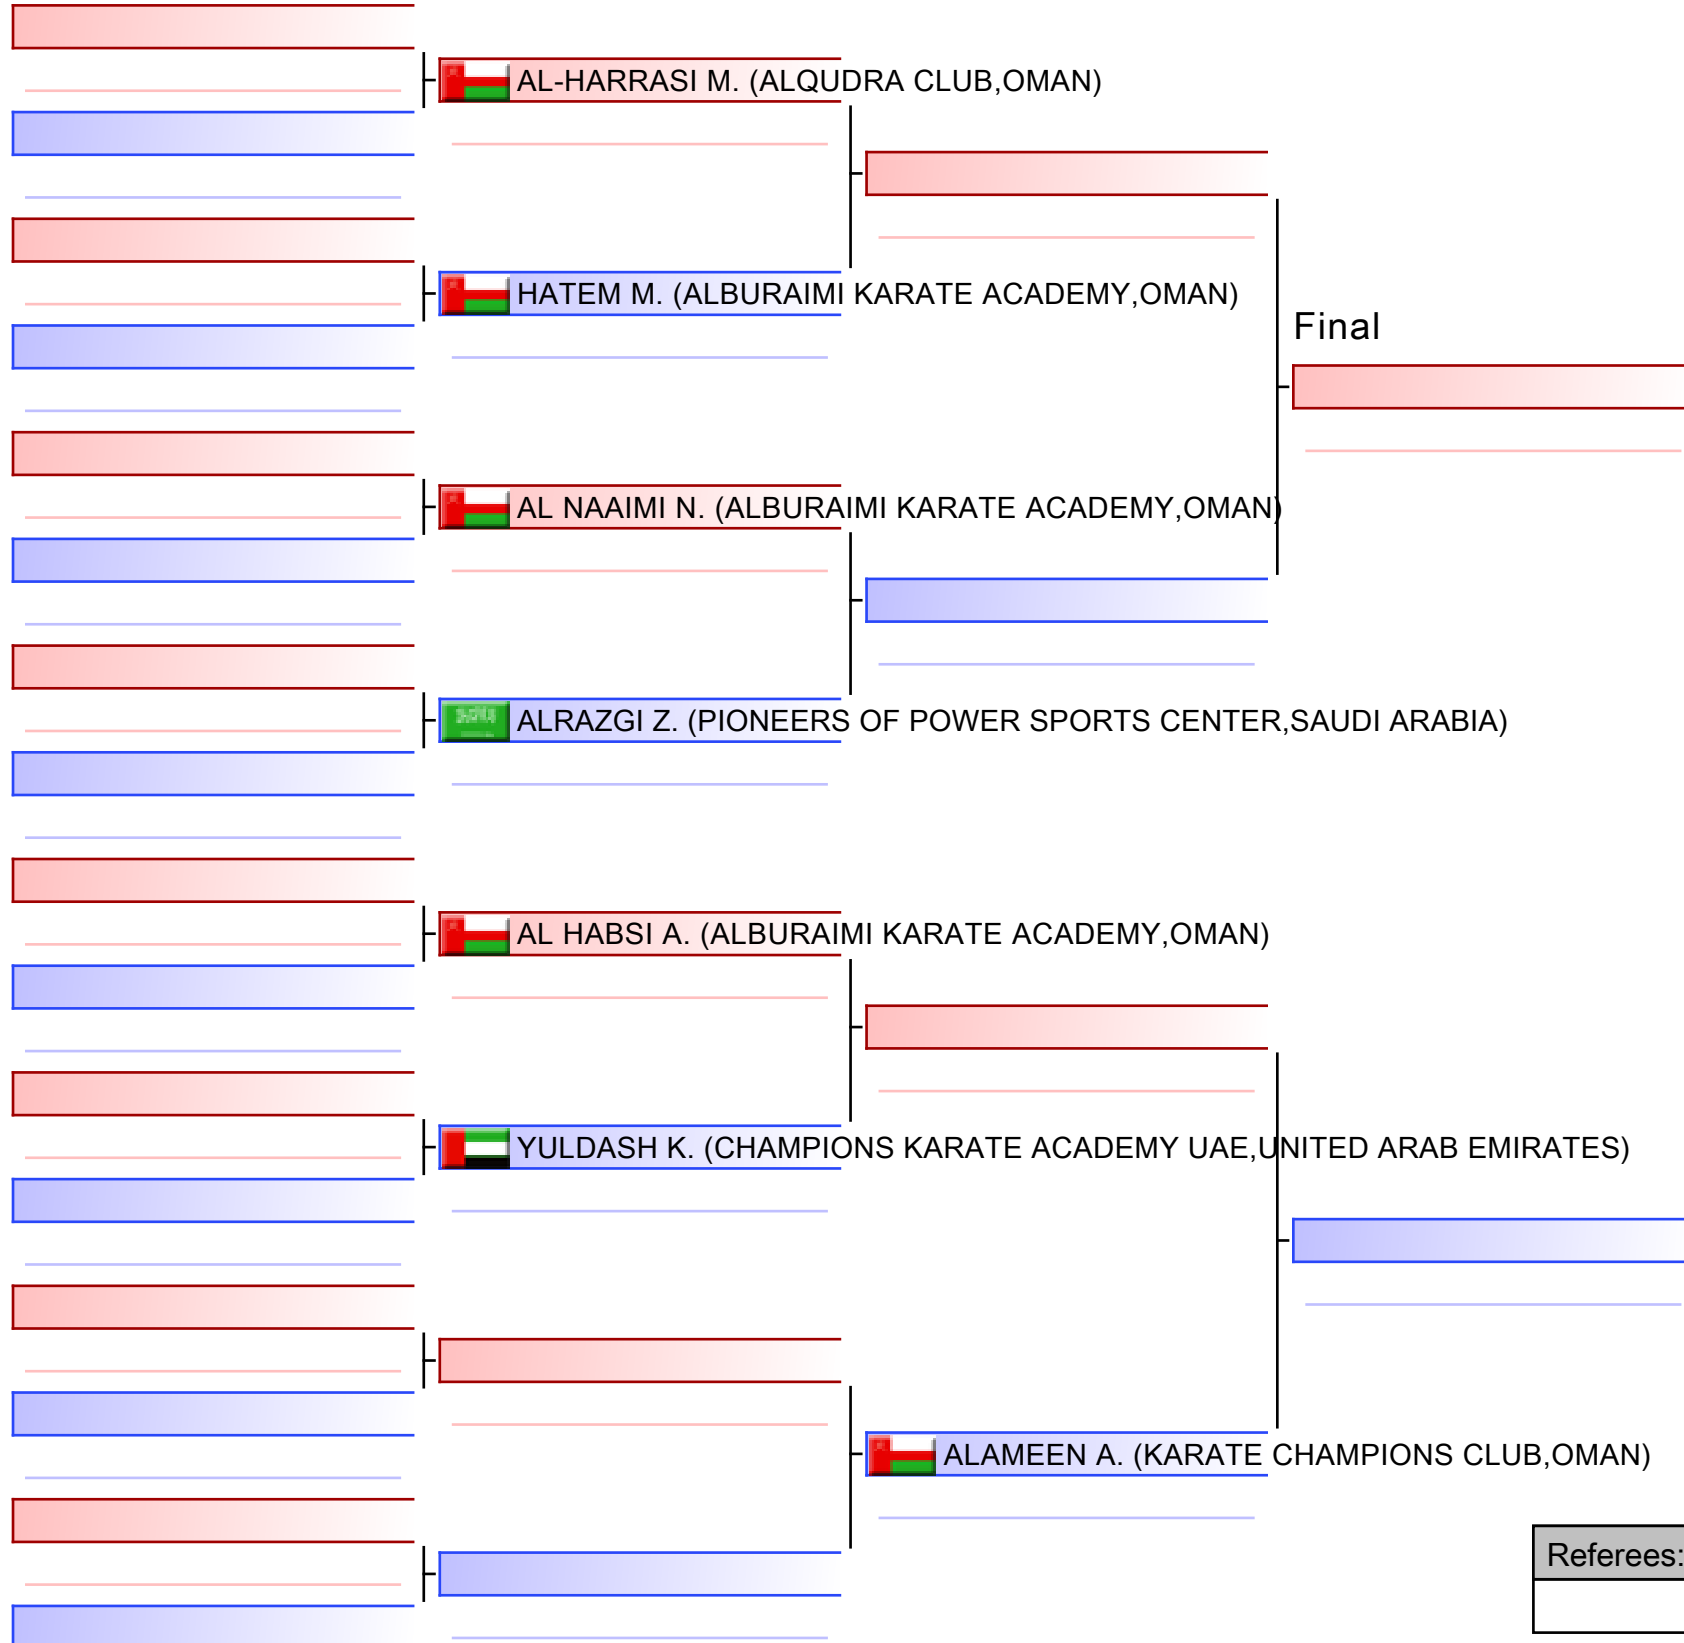 AL-HARRASI M. (ALQUDRA CLUB,OMAN)
HATEM M. (ALBURAIMI KARATE ACADEMY,OMAN)
Final
AL NAAIMI N. (ALBURAIMI KARATE ACADEMY,OMAN)
ALRAZGI Z. (PIONEERS OF POWER SPORTS CENTER,SAUDI ARABIA)
AL HABSI A. (ALBURAIMI KARATE ACADEMY,OMAN)
YULDASH K. (CHAMPIONS KARATE ACADEMY UAE,UNITED ARAB EMIRATES)
ALAMEEN A. (KARATE CHAMPIONS CLUB,OMAN)
Referees: